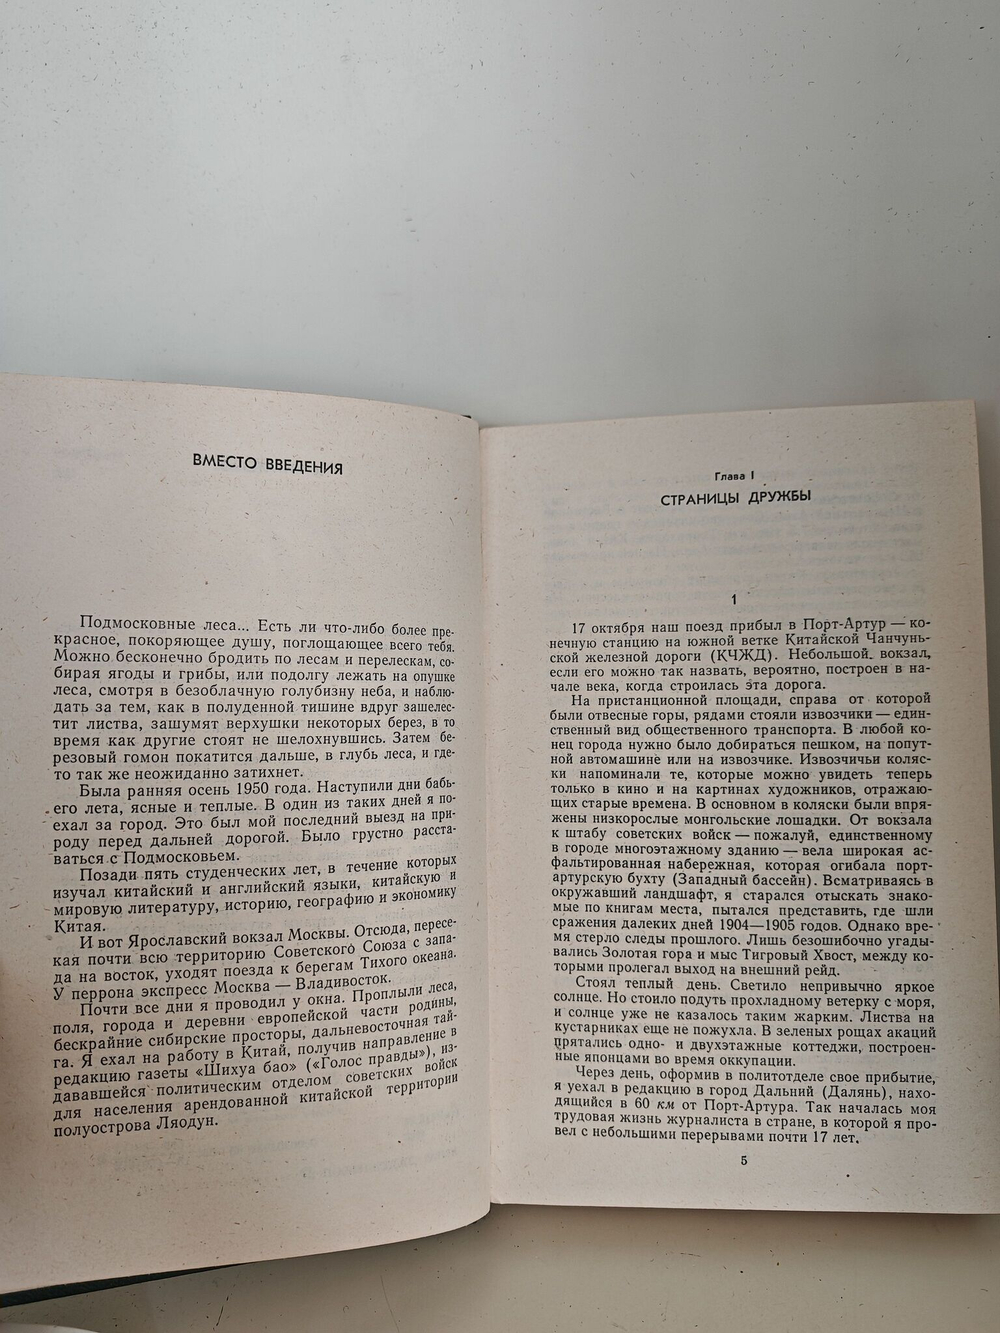 ВМЕСТО ВВЕДЕНИЯ
Подмосковные леса... Есть ли что-либо более пре-
красное, покоряющее душу, поглощающее всего тебя.
Можно бесконечно бродить по лесам и перелескам, со-
бирая ягоды и грибы, или подолгу лежать на опушке
леса, смотря в безоблачную голубизну неба, и наблю-
дать за тем, как в полуденной тишине вдруг зашелес-
тит листва, зашумят верхушки некоторых берез, в то
время как другие стоят не шелохнувшись. Затем бе-
резовый гомон покатится дальше, в глубь леса, и где-
то так же неожиданно затихнет.
Была ранняя осень 1950 года. Наступили дни бабь-
его лета, ясные и теплые. В один из таких дней я по-
ехал за город. Это был мой последний выезд на при-
роду перед дальней дорогой. Было грустно расста-
ваться с Подмосковьем.
Позади пять студенческих лет, в течение которых
изучал китайский и английский языки, китайскую и
мировую литературу, историю, географию и экономику
Китая.
И вот Ярославский вокзал Москвы. Отсюда, пересе-
кая почти всю территорию Советского Союза с запа-
да на восток, уходят поезда к берегам Тихого океана.
У перрона экспресс Москва — Владивосток.
Почти все дни я проводил у окна. Проплыли леса,
поля, города и деревни европейской части родины,
бескрайние сибирские просторы, дальневосточная тай-
га. Я ехал на работу в Китай, получив направление в
редакцию газеты «Шихуа бао» («Голос правды»), из-
дававшейся политическим отделом советских войск
для населения арендованной китайской территории
полуострова Ляодун.
Глава I
СТРАНИЦЫ ДРУЖБЫ
1
17 октября наш поезд прибыл в Порт-Артур — ко-
нечную станцию на южной ветке Китайской Чанчунь-
ской железной дороги (КЧЖД). Небольшой вокзал,
если его можно так назвать, вероятно, построен в на-
чале века, когда строилась эта дорога.
На пристанционной площади, справа от которой
были отвесные горы, рядами стояли извозчики — един-
ственный вид общественного транспорта. В любой ко-
нец города нужно было добираться пешком, на попут-
ной автомашине или на извозчике. Извозчичьи коляс-
ки напоминали те, которые можно увидеть теперь
только в кино и на картинах художников, отражаю-
щих старые времена. В основном в коляски были впря-
жены низкорослые монгольские лошадки. От вокзала
к штабу советских войск — пожалуй, единственному
в городе многоэтажному зданию — вела широкая ас-
фальтированная набережная, которая огибала порт-
артурскую бухту (Западный бассейн). Всматриваясь в
окружавший ландшафт, я старался отыскать знако-
мые по книгам места, пытался представить, где шли
сражения далеких дней 1904—1905 годов. Однако вре-
мя стерло следы прошлого. Лишь безошибочно угады-
вались Золотая гора и мыс Тигровый Хвост, между ко-
торыми пролегал выход на внешний рейд.
Стоял теплый день. Светило непривычно яркое
солнце. Но стоило подуть прохладному ветерку с моря,
и солнце уже не казалось таким жарким. Листва на
кустарниках еще не пожухла. В зеленых рощах акаций
прятались одно- и двухэтажные коттеджи, построен-
ные японцами во время оккупации.
Через день, оформив в политотделе свое прибытие,
я уехал в редакцию в город Дальний (Далянь), нахо-
дящийся в 60 км от Порт-Артура. Так началась моя
трудовая жизнь журналиста в стране, в которой я про-
вел с небольшими перерывами почти 17 лет.
5